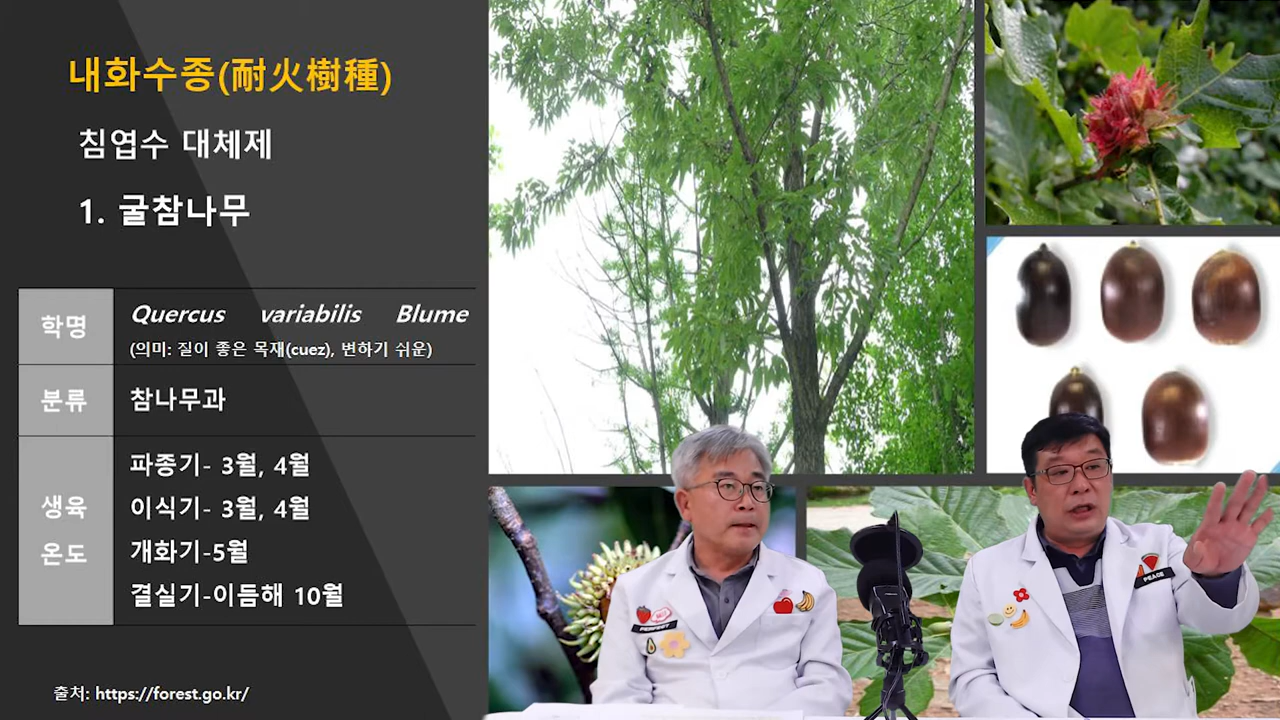 내화수종(耐火樹種)
침엽수 대체제
1. 굴참나무
학명
Quercus variabilis Blume
(의미: 질이 좋은 목재(cuez), 변하기 쉬운)
분류
참나무과
생육
온도
파종기- 3월, 4월
이식기- 3월, 4월
개화기-5월
결실기-이듬해 10월
출처: https://forest.go.kr/
PERFECT
PEACE